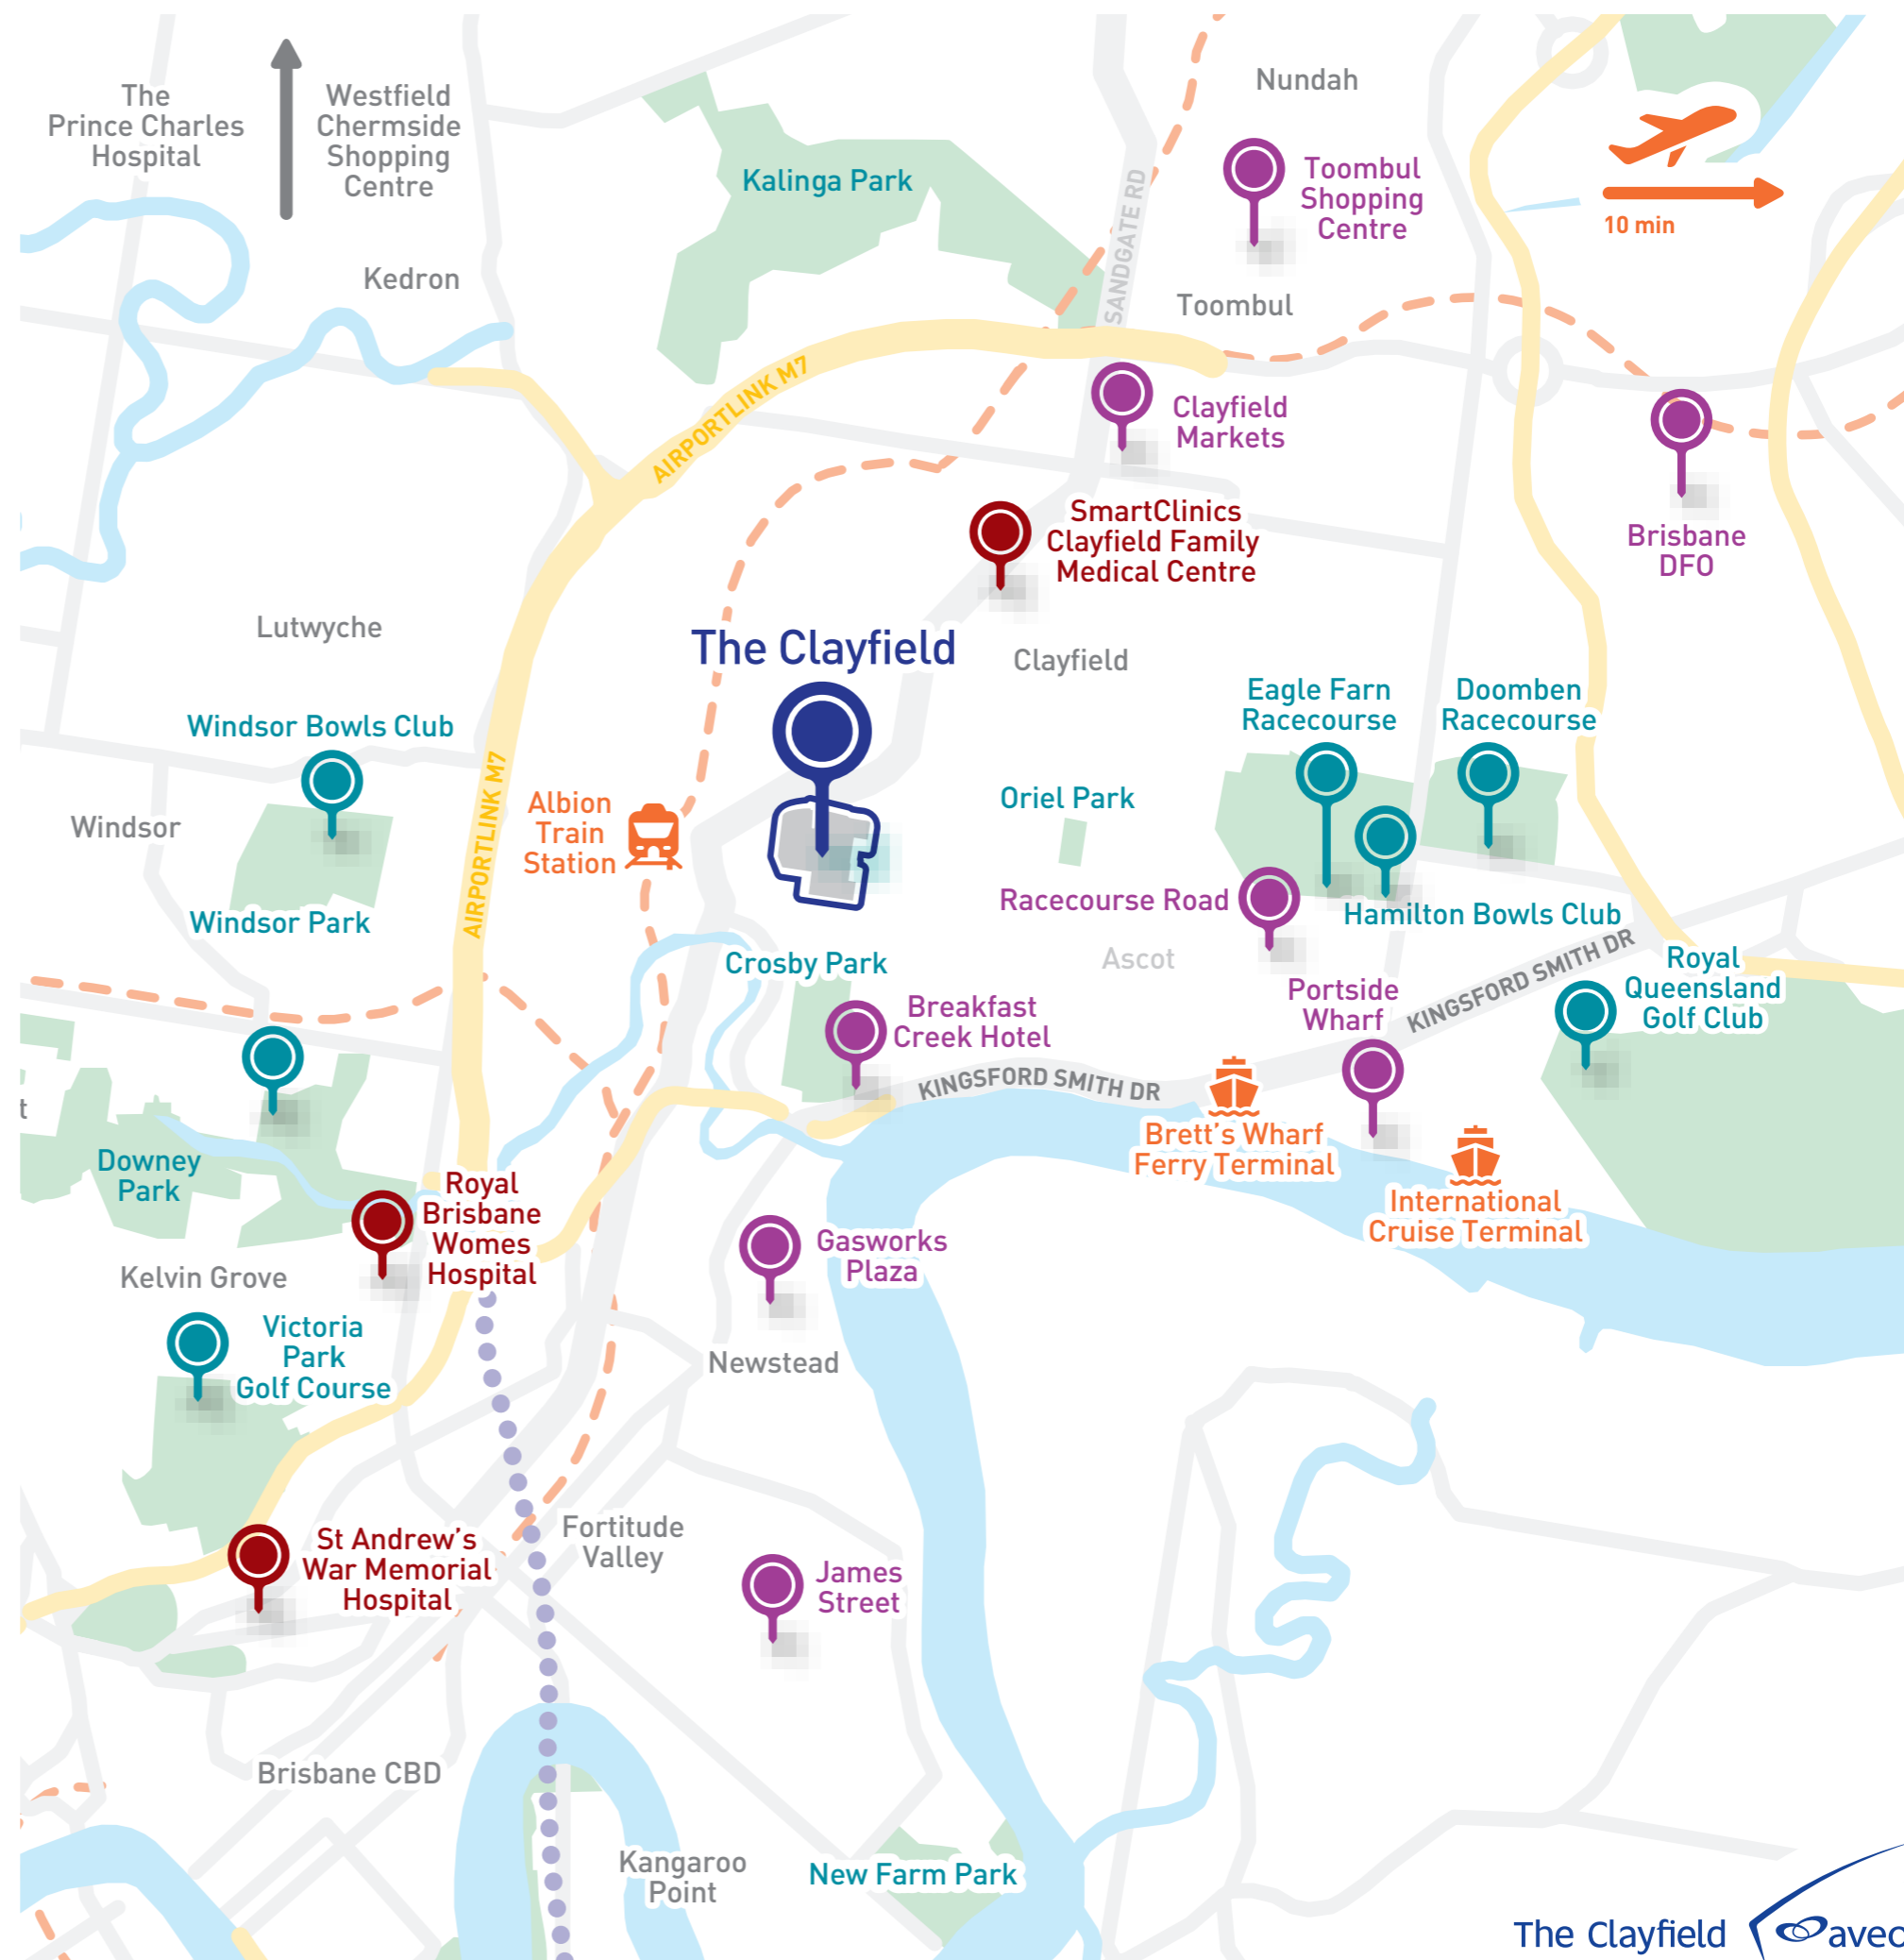 The
Prince Charles
Hospital
Westfield
Chermside
Shopping
Centre
Nundah
Kalinga Park
Toombul
Shopping
Centre
10 min
SANDGATE RD
Kedron
Toombul
AIRPORTLINK M7
Clayfield
Markets
Brisbane
DFO
SmartClinics
Clayfield Family
Medical Centre
Lutwyche
The Clayfield
Clayfield
Windsor Bowls Club
Eagle Farn
Racecourse
Doomben
Racecourse
Windsor
Albion
Train
Station
Oriel Park
AIRPORTLINK M7
Windsor Park
Racecourse Road
Hamilton Bowls Club
Crosby Park
Ascot
Royal
Queensland
Golf Club
Portside
Wharf
KINGSFORD SMITH DR
Breakfast
Creek Hotel
KINGSFORD SMITH DR
t
Brett's Wharf
Ferry Terminal
Downey
Park
Royal
Brisbane
Womes
Hospital
International
Cruise Terminal
Gasworks
Plaza
Kelvin Grove
Victoria
Park
Golf Course
Newstead
Fortitude
Valley
St Andrew's
War Memorial
Hospital
James
Street
Brisbane CBD
Kangaroo
Point
New Farm Park
The Clayfield
aveo